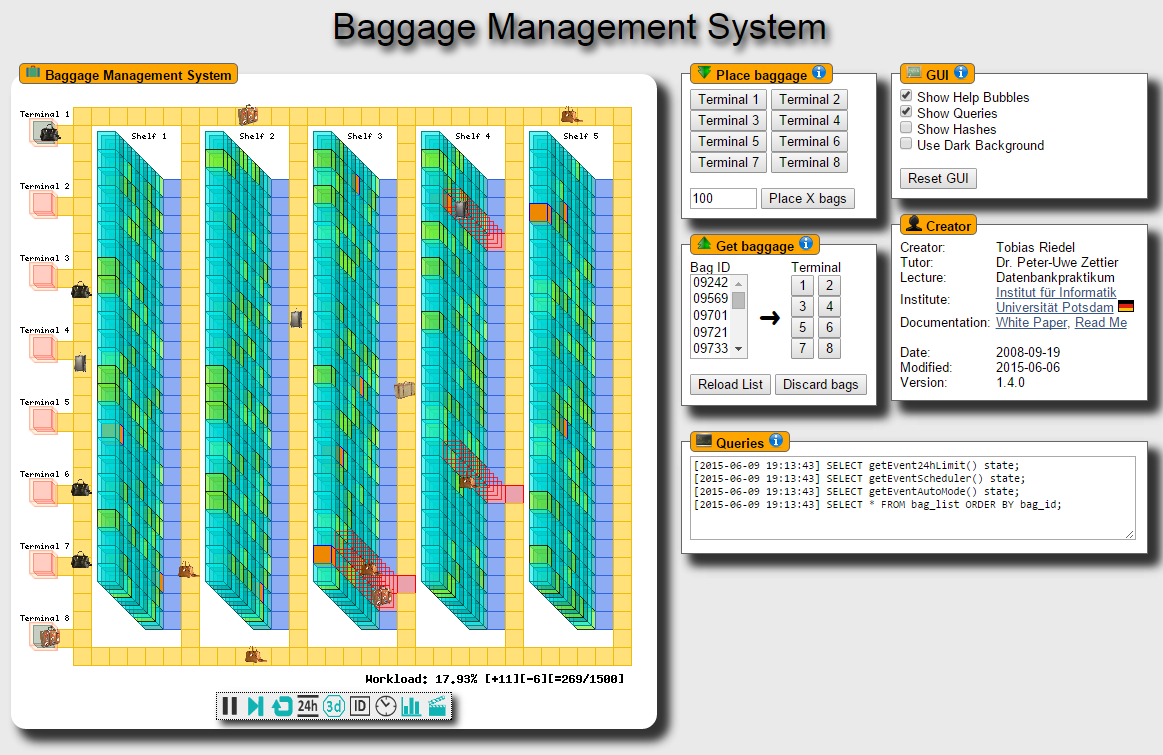 Baggage Management System
Baggage Management System
Terminal 1
Terminal 2
Terminal 3
Terminal 4
Terminal 5
Terminal 6
Terminal 7
Terminal 8
Shelf 1
Shelf 2
Shelf 3
Shelf 4
Shelf 5
Workload: 17.93% [+11][-6][=269/1500]
24h
3d
ID
Place baggage
Terminal 1 Terminal 2
Terminal 3 Terminal 4
Terminal 5 Terminal 6
Terminal 7 Terminal 8
100 Place X bags
Get baggage
Bag ID Terminal
09242
09569
09701
09721
09733
1 2
3 4
5 6
7 8
Reload List Discard bags
GUI
Show Help Bubbles
Show Queries
Show Hashes
Use Dark Background
Reset GUI
Creator
Creator: Tobias Riedel
Tutor: Dr. Peter-Uwe Zettier
Lecture: Datenbankpraktikum
Institute: Institut für Informatik
Universität Potsdam
Documentation: White Paper, Read Me
Date: 2008-09-19
Modified: 2015-06-06
Version: 1.4.0
Queries
[2015-06-09 19:13:43] SELECT getEvent24hLimit() state;
[2015-06-09 19:13:43] SELECT getEventScheduler() state;
[2015-06-09 19:13:43] SELECT getEventAutoMode() state;
[2015-06-09 19:13:43] SELECT * FROM bag_list ORDER BY bag_id;